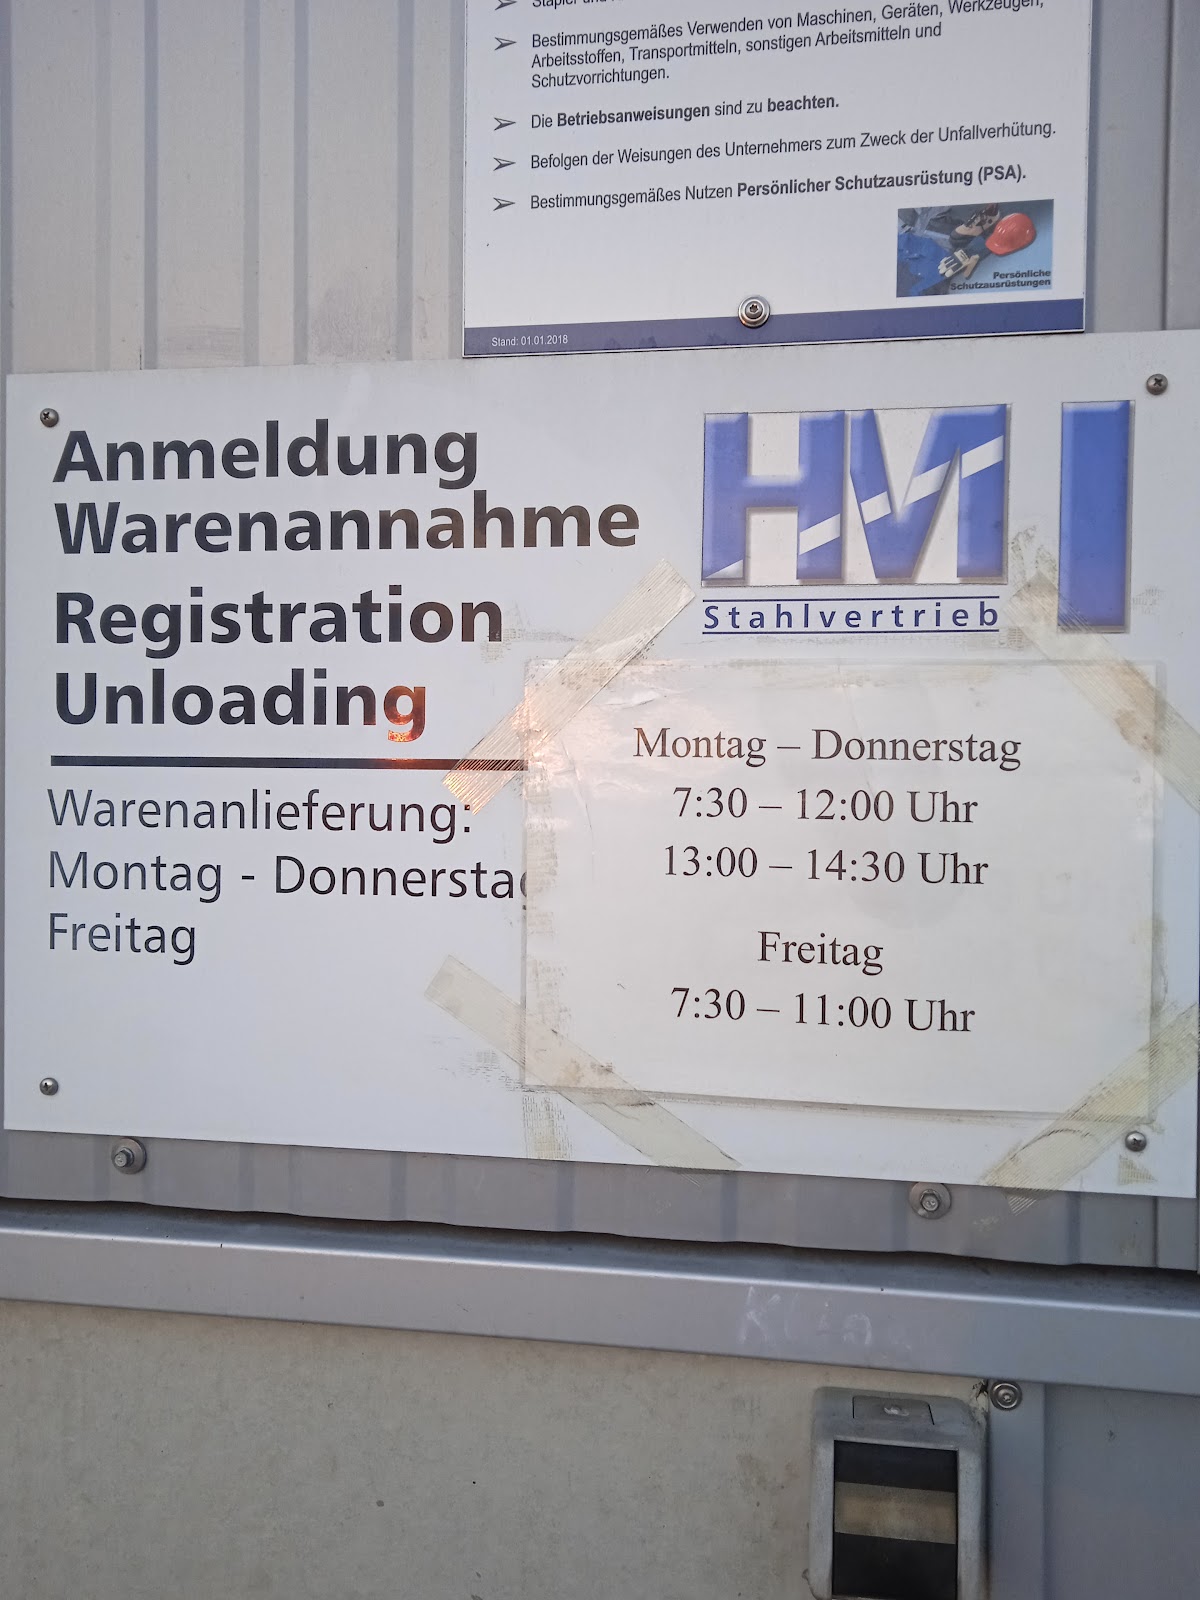 Stapler und
➢ Bestimmungsgemäßes Verwenden von Maschinen, Geräten, Werkzeugen,
Arbeitsstoffen, Transportmitteln, sonstigen Arbeitsmitteln und
Schutzvorrichtungen.
➢ Die Betriebsanweisungen sind zu beachten.
➢ Befolgen der Weisungen des Unternehmers zum Zweck der Unfallverhütung.
➢ Bestimmungsgemäßes Nutzen Persönlicher Schutzausrüstung (PSA).
Persönliche
Schutzausrüstungen
Stand: 01.01.2018
Anmeldung
Warenannahme
Registration
Unloading
HM I
Stahlvertrieb
Warenanlieferung:
Montag - Donnerstag
Freitag
Montag – Donnerstag
7:30 – 12:00 Uhr
13:00 – 14:30 Uhr
Freitag
7:30 – 11:00 Uhr